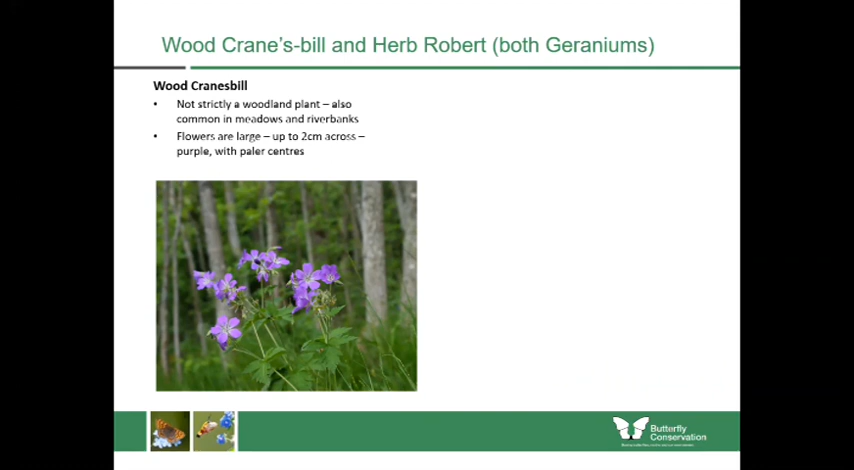 Wood Crane's-bill and Herb Robert (both Geraniums)
Wood Cranesbill
• Not strictly a woodland plant – also
common in meadows and riverbanks
• Flowers are large – up to 2cm across –
purple, with paler centres
Butterfly
Conservation